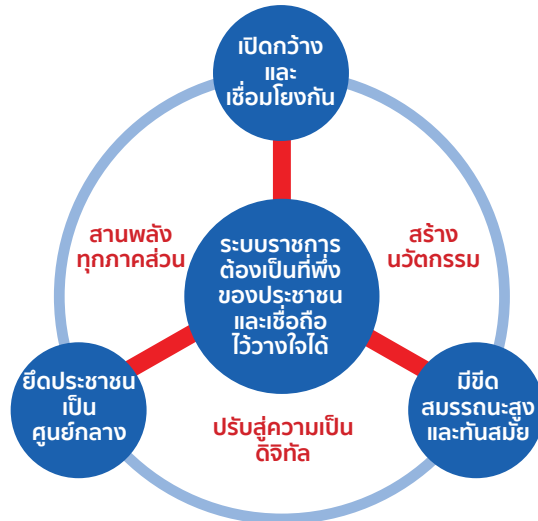 เปิดกว้าง
และ
เชื่อมโยงกัน
สานพลัง
ทุกภาคส่วน
สร้าง
นวัตกรรม
ระบบราชการ
ต้องเป็นที่พึ่ง
ของประชาชน
และเชื่อถือ
ไว้วางใจได้
ยึดประชาชน
เป็น
ศูนย์กลาง
ปรับสู่ความเป็น
ดิจิทัล
มีขีด
สมรรถนะสูง
และทันสมัย